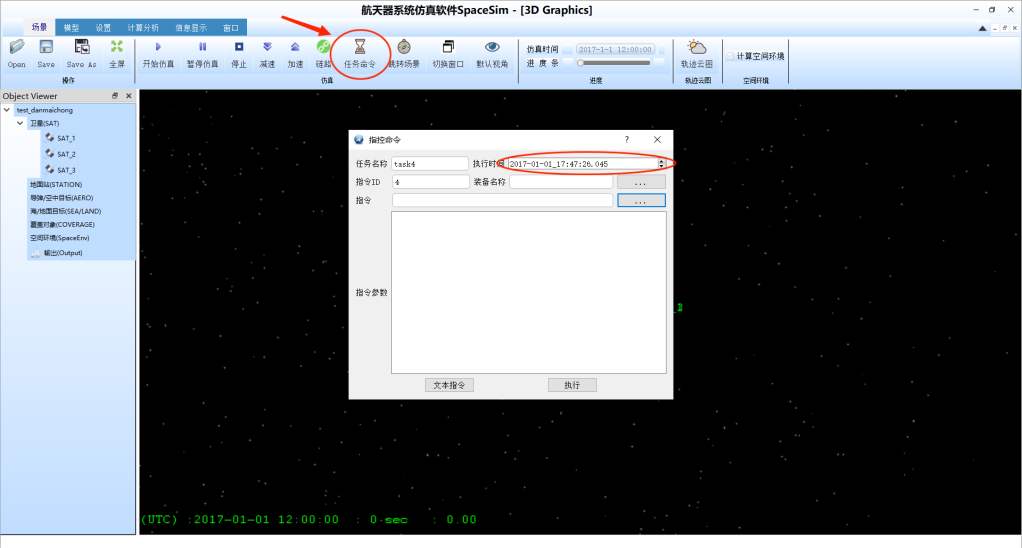 航天器系统仿真软件SpaceSim - [3D Graphics]
场景 模型 设置 计算分析 信息显示 窗口
Open Save Save As 全屏 开始仿真 暂停仿真 停止 减速 加速 链路 任务命令 跳转场景 切换窗口 默认视角 仿真时间 2017-1-1 12:00:00 进 度 条 轨迹云图 计算空间环境
操作 仿真 进度 轨迹云图 空间环境
Object Viewer
test_danmaichong
卫星(SAT)
SAT_1
SAT_2
SAT_3
地面站(STATION)
导弹/空中目标(AERO)
海/地面目标(SEA/LAND)
覆盖对象(COVERAGE)
空间环境(SpaceEnv)
输出(Output)
指控命令
任务名称 task4 执行时间 2017-01-01_17:47:26.045
指令ID 4 装备名称 ...
指令 ...
指令参数
文本指令 执行
(UTC) :2017-01-01 12:00:00 : 0.sec : 0.00